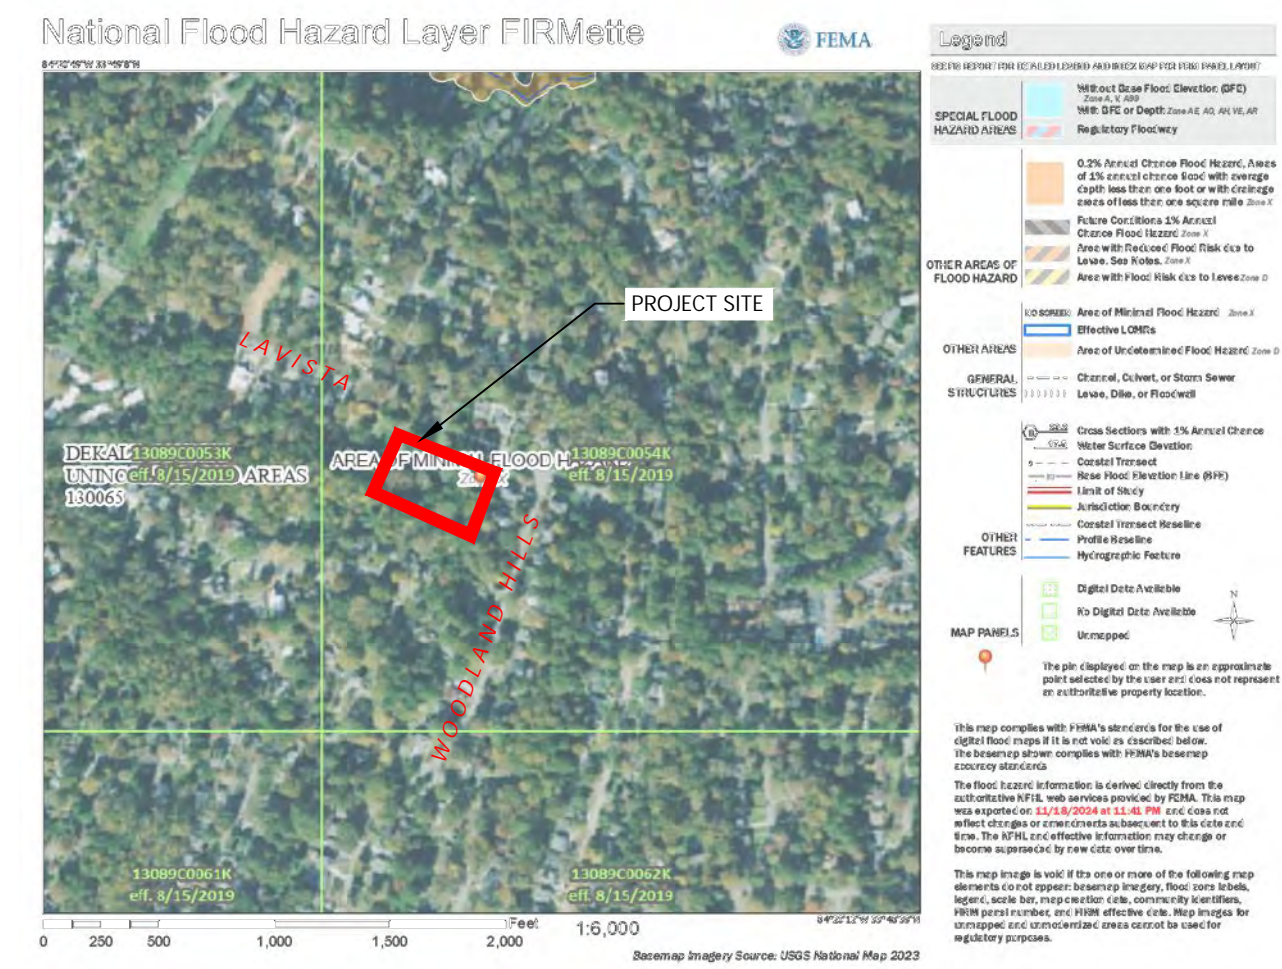 National Flood Hazard Layer FIRMette
FEMA
Legend
SEE FIS REPORT FOR DETAILED LEGEND AND INDEX MAP FOR FIRM PANEL LAYOUT
SPECIAL FLOOD
HAZARD AREAS
Without Base Flood Elevation (BFE)
Zone A, V, A99
With BFE or Depth Zone AE, AO, AH, VE, AR
Regulatory Floodway
0.2% Annual Chance Flood Hazard, Areas
of 1% annual chance flood with average
depth less than one foot or with drainage
areas of less than one square mile Zone X
Future Conditions 1% Annual
Chance Flood Hazard Zone X
Area with Reduced Flood Risk due to
Levee. See Notes. Zone X
Area with Flood Risk due to Levee Zone D
OTHER AREAS OF
FLOOD HAZARD
NO SCREEN Area of Minimal Flood Hazard Zone X
Effective LOMRs
Area of Undetermined Flood Hazard Zone D
OTHER AREAS
Channel, Culvert, or Storm Sewer
Levee, Dike, or Floodwall
GENERAL
STRUCTURES
Cross Sections with 1% Annual Chance
Water Surface Elevation
Coastal Transect
Base Flood Elevation Line (BFE)
Limit of Study
Jurisdiction Boundary
Coastal Transect Baseline
Profile Baseline
Hydrographic Feature
OTHER
FEATURES
Digital Data Available
No Digital Data Available
Unmapped
N
MAP PANELS
The pin displayed on the map is an approximate
point selected by the user and does not represent
an authoritative property location.
This map complies with FEMA's standards for the use of
digital flood maps if it is not void as described below.
The basemap shown complies with FEMA's basemap
accuracy standards
The flood hazard information is derived directly from the
authoritative NFHL web services provided by FEMA. This map
was exported on 11/18/2024 at 11:41 PM and does not
reflect changes or amendments subsequent to this date and
time. The NFHL and effective information may change or
become superseded by new data over time.
This map image is void if the one or more of the following map
elements do not appear: basemap imagery, flood zone labels,
legend, scale bar, map creation date, community identifiers,
FIRM panel number, and FIRM effective date. Map images for
unmapped and unmodernized areas cannot be used for
regulatory purposes.
PROJECT SITE
LAVISTA
DEKAL
13089C0053K
eff. 8/15/2019
AREAS
130065
AREA OF MINIMAL FLOOD
13089C0054K
eff. 8/15/2019
WOODLAND HILLS
13089C0061K
eff. 8/15/2019
13089C0062K
eff. 8/15/2019
Feet
1:6,000
0 250 500 1,000 1,500 2,000
Basemap Imagery Source: USGS National Map 2023